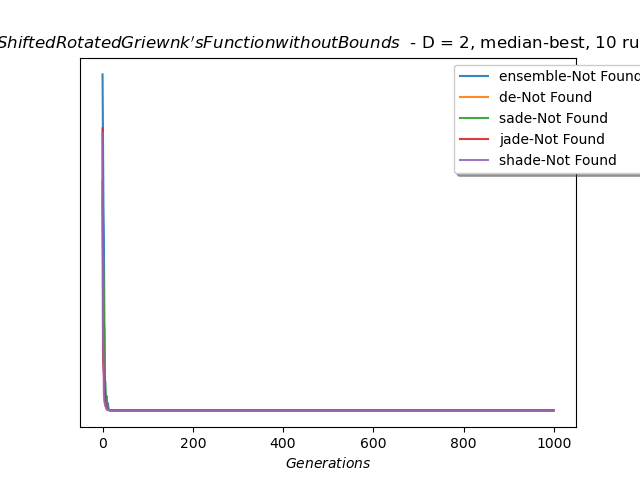 ShiftedRotatedGriewnk'sFunctionwithoutBounds - D = 2, median-best, 10 ru
ensemble-Not Found
de-Not Found
sade-Not Found
jade-Not Found
shade-Not Found
0 200 400 600 800 1000
Generations